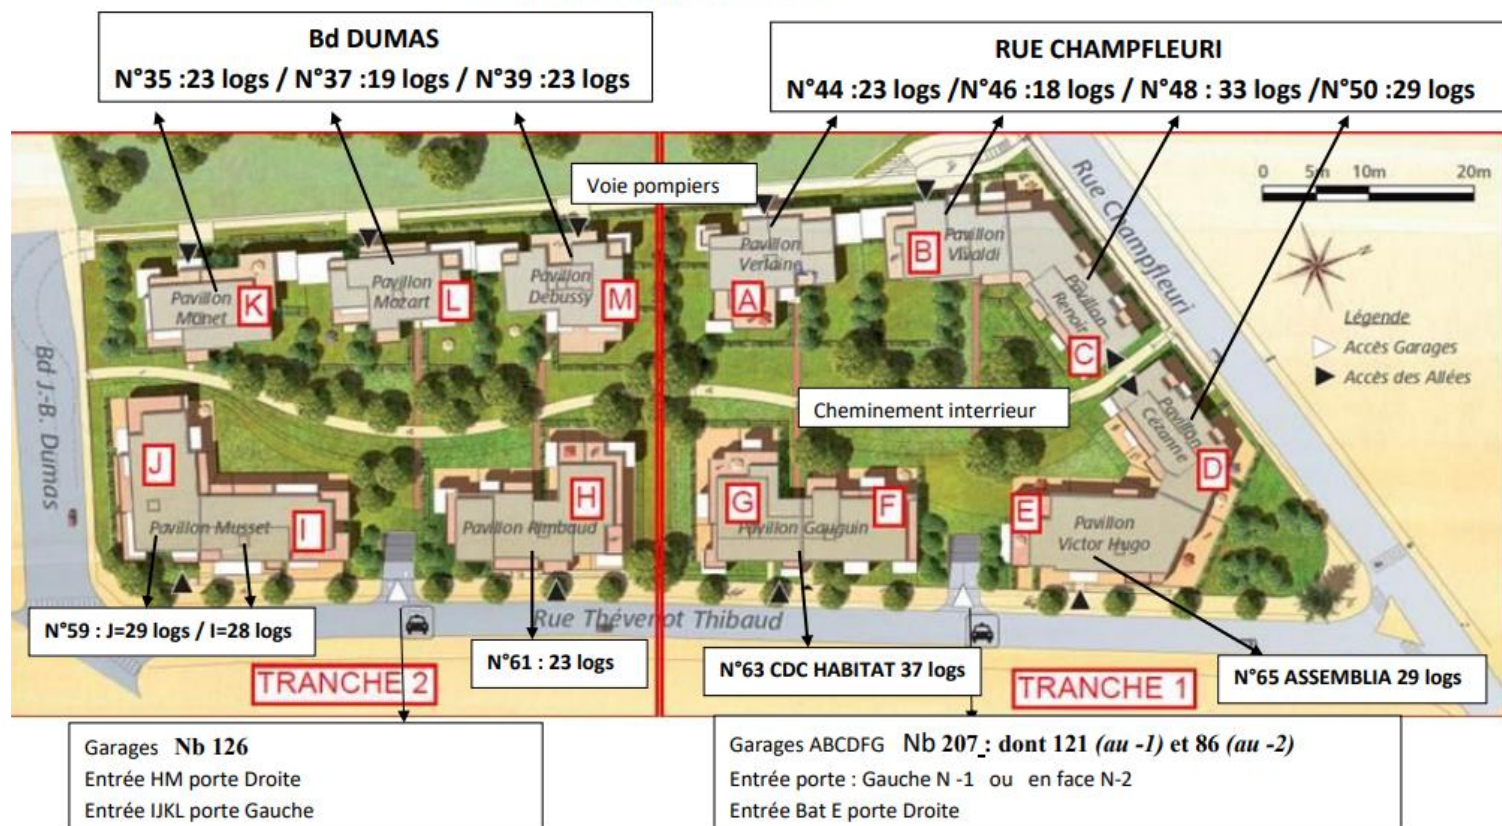 Bd DUMAS
N°35 :23 logs / N°37 :19 logs / N°39 :23 logs
RUE CHAMPFLEURI
N°44 :23 logs /N°46 :18 logs / N°48 : 33 logs /N°50 :29 logs
Voie pompiers
Rue Champfleuri
0 5m 10m 20m
N
Légende
Accès Garages
Accès des Allées
Pavillon
Monet
K
Pavillon
Mozart
L
Pavillon
Debussy
M
Pavillon
Verlaine
A
B
Pavillon
Vivaldi
Pavillon
Renoir
C
Bd J.-B. Dumas
Cheminement interrieur
Pavillon
Cézanne
D
J
Pavillon Musset
I
Pavillon Rimbaud
H
G
Pavillon Gauguin
F
E
Pavillon
Victor Hugo
Rue Thévenot Thibaud
N°59 : J=29 logs / I=28 logs
N°61 : 23 logs
N°63 CDC HABITAT 37 logs
N°65 ASSEMBLIA 29 logs
TRANCHE 2
TRANCHE 1
Garages Nb 126
Entrée HM porte Droite
Entrée IJKL porte Gauche
Garages ABCDFG Nb 207 : dont 121 (au -1) et 86 (au -2)
Entrée porte : Gauche N -1 ou en face N-2
Entrée Bat E porte Droite